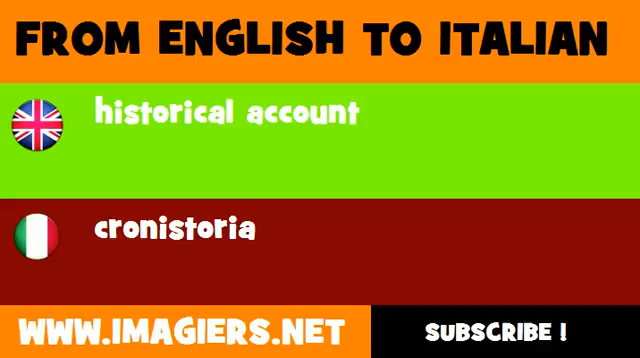 FROM ENGLISH TO ITALIAN
historical account
cronistoria
WWW.IMAGIERS.NET
SUBSCRIBE !